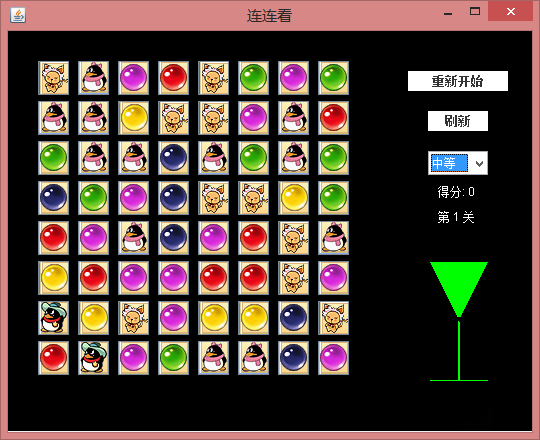 连连看
重新开始
刷新
中等
得分: 0
第 1 关